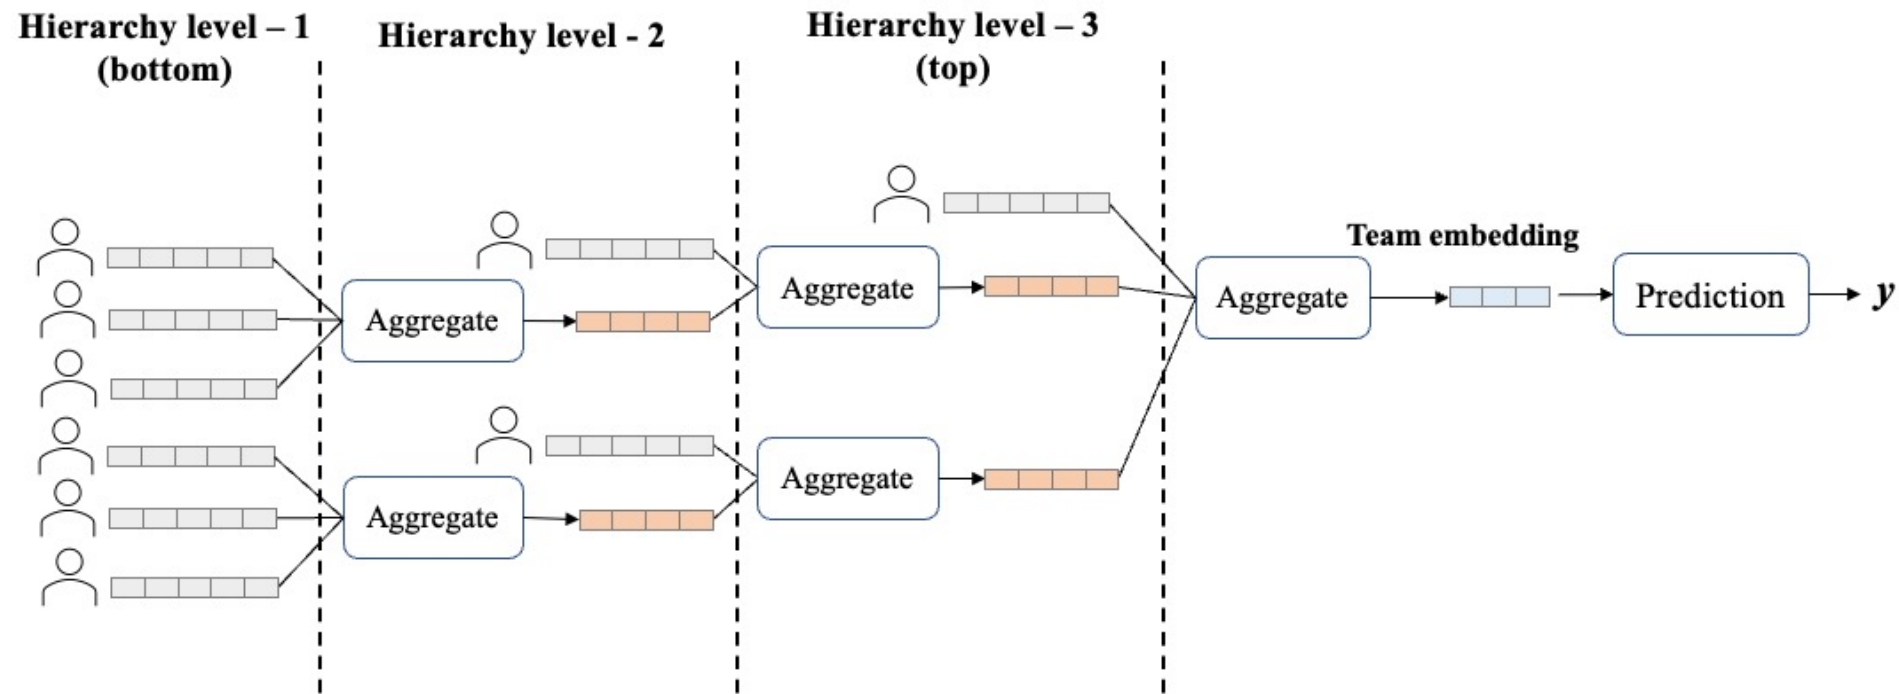 Hierarchy level – 1
(bottom)
Hierarchy level - 2
Hierarchy level – 3
(top)
Aggregate
Aggregate
Aggregate
Aggregate
Aggregate
Team embedding
Prediction
y